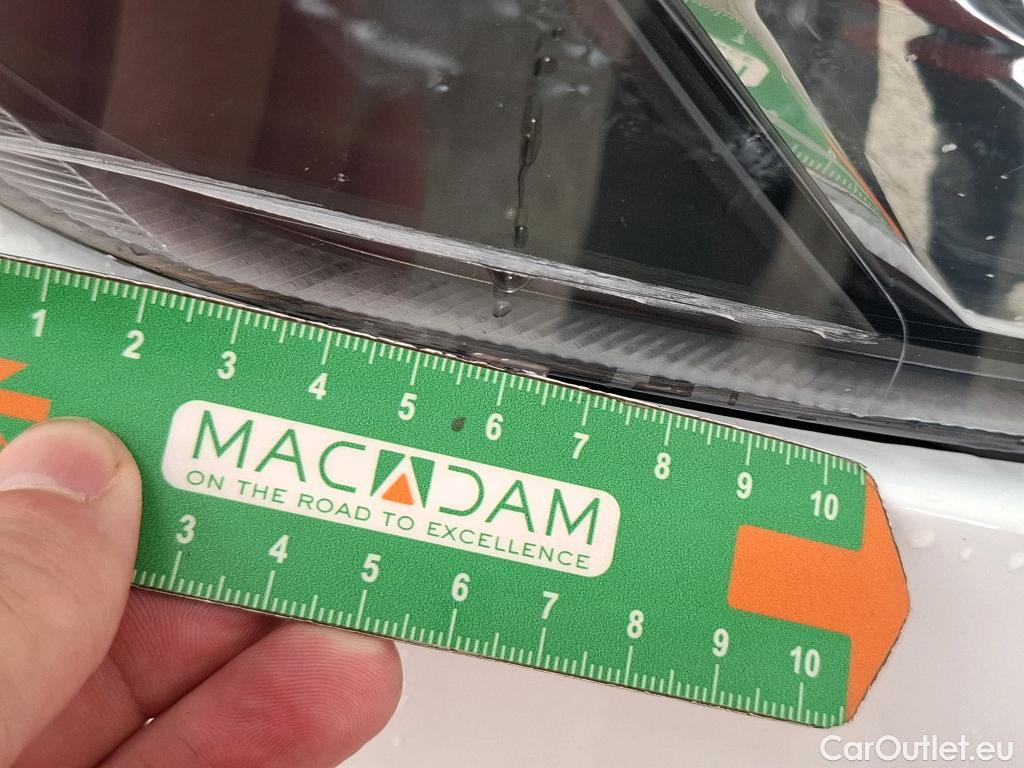 1 2 3 4 5 6 7 8 9 10
MACADAM
ON THE ROAD TO EXCELLENCE
3 4 5 6 7 8 9 10
CarOutlet.eu